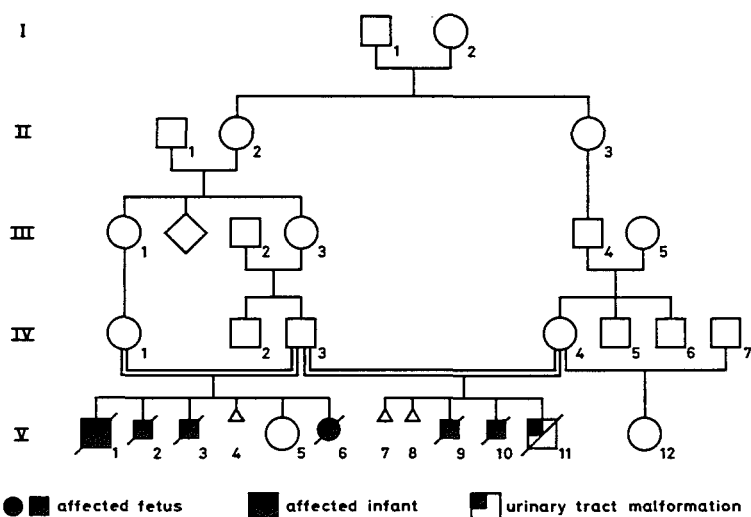 I
1 2
II
1 2 3
III
1 2 3 4 5
IV
1 2 3 4 5 6 7
V
1 2 3 4 5 6 7 8 9 10 11 12
affected fetus affected infant urinary tract malformation